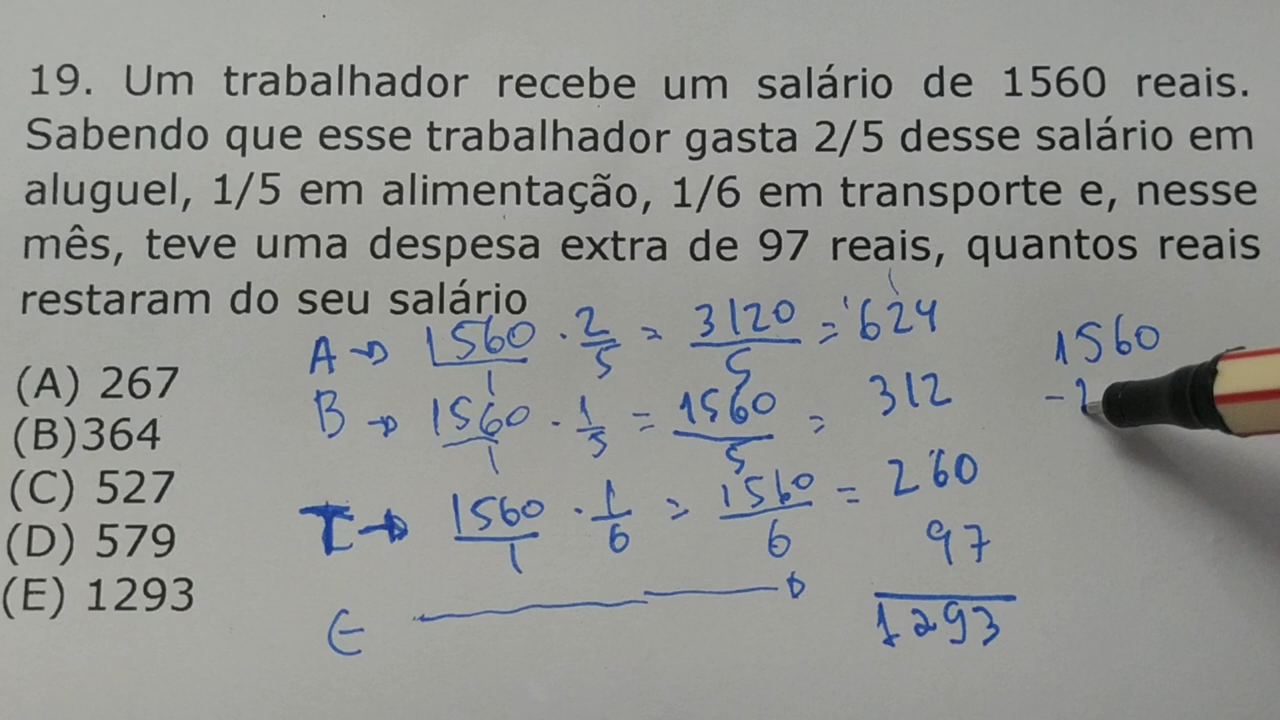 19. Um trabalhador recebe um salário de 1560 reais.
Sabendo que esse trabalhador gasta 2/5 desse salário em
aluguel, 1/5 em alimentação, 1/6 em transporte e, nesse
mês, teve uma despesa extra de 97 reais, quantos reais
restaram do seu salário
(A) 267
(B)364
(C) 527
(D) 579
(E) 1293
A → 1560/1 · 2/5 = 3120/5 = 624
B → 1560/1 · 1/5 = 1560/5 = 312
T → 1560/1 · 1/6 = 1560/6 = 260
97
E
1293
1560
-1